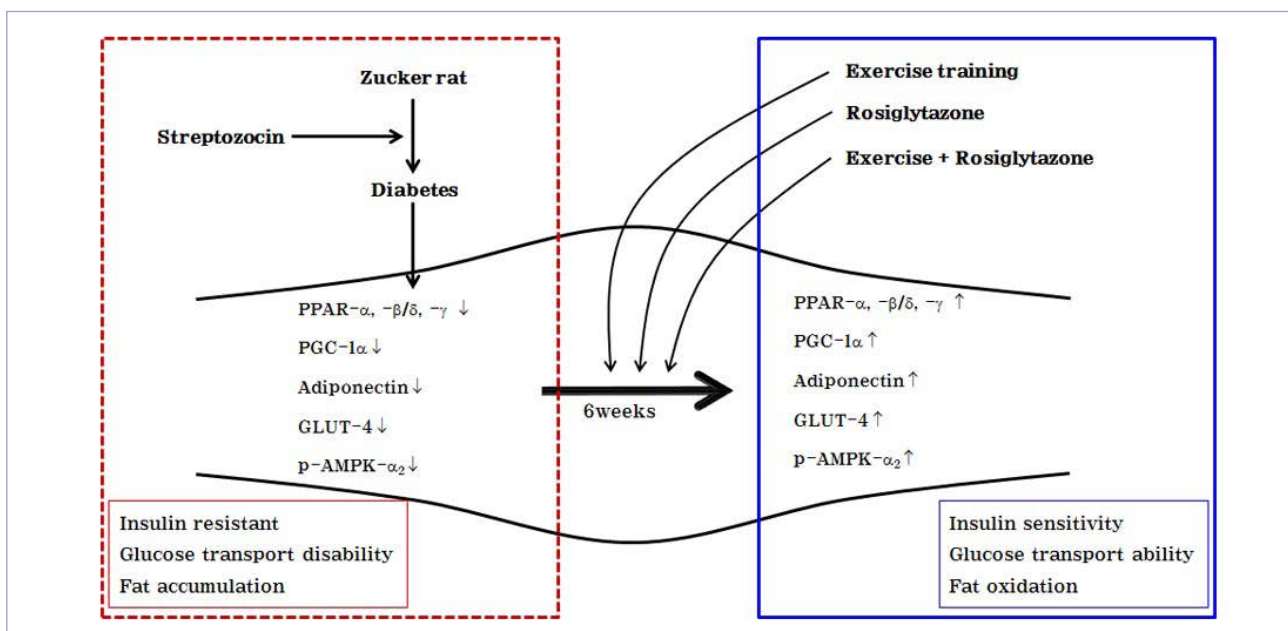 Zucker rat
Streptozocin
Diabetes
PPAR-α, -β/δ, -γ ↓
PGC-1α↓
Adiponectin↓
GLUT-4↓
p-AMPK-α₂↓
Insulin resistant
Glucose transport disability
Fat accumulation
6weeks
Exercise training
Rosiglytazone
Exercise + Rosiglytazone
PPAR-α, -β/δ, -γ ↑
PGC-1α↑
Adiponectin↑
GLUT-4↑
p-AMPK-α₂↑
Insulin sensitivity
Glucose transport ability
Fat oxidation